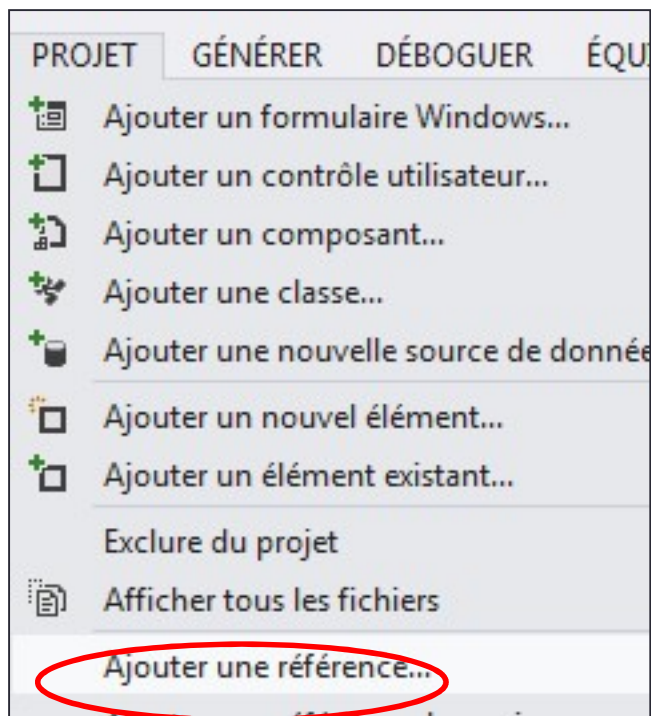 PROJET GÉNÉRER DÉBOGUER
Ajouter un formulaire Windows...
Ajouter un contrôle utilisateur...
Ajouter un composant...
Ajouter une classe...
Ajouter une nouvelle source de donnée
Ajouter un nouvel élément...
Ajouter un élément existant...
Exclure du projet
Afficher tous les fichiers
Ajouter une référence...